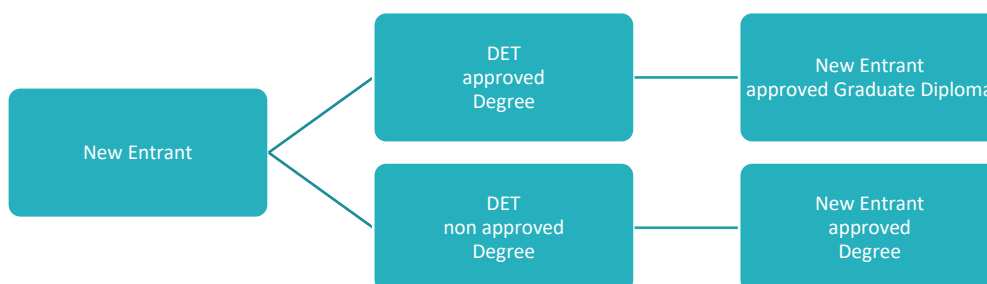 New Entrant
DET
approved
Degree
New Entrant
approved Graduate Diploma
DET
non approved
Degree
New Entrant
approved
Degree